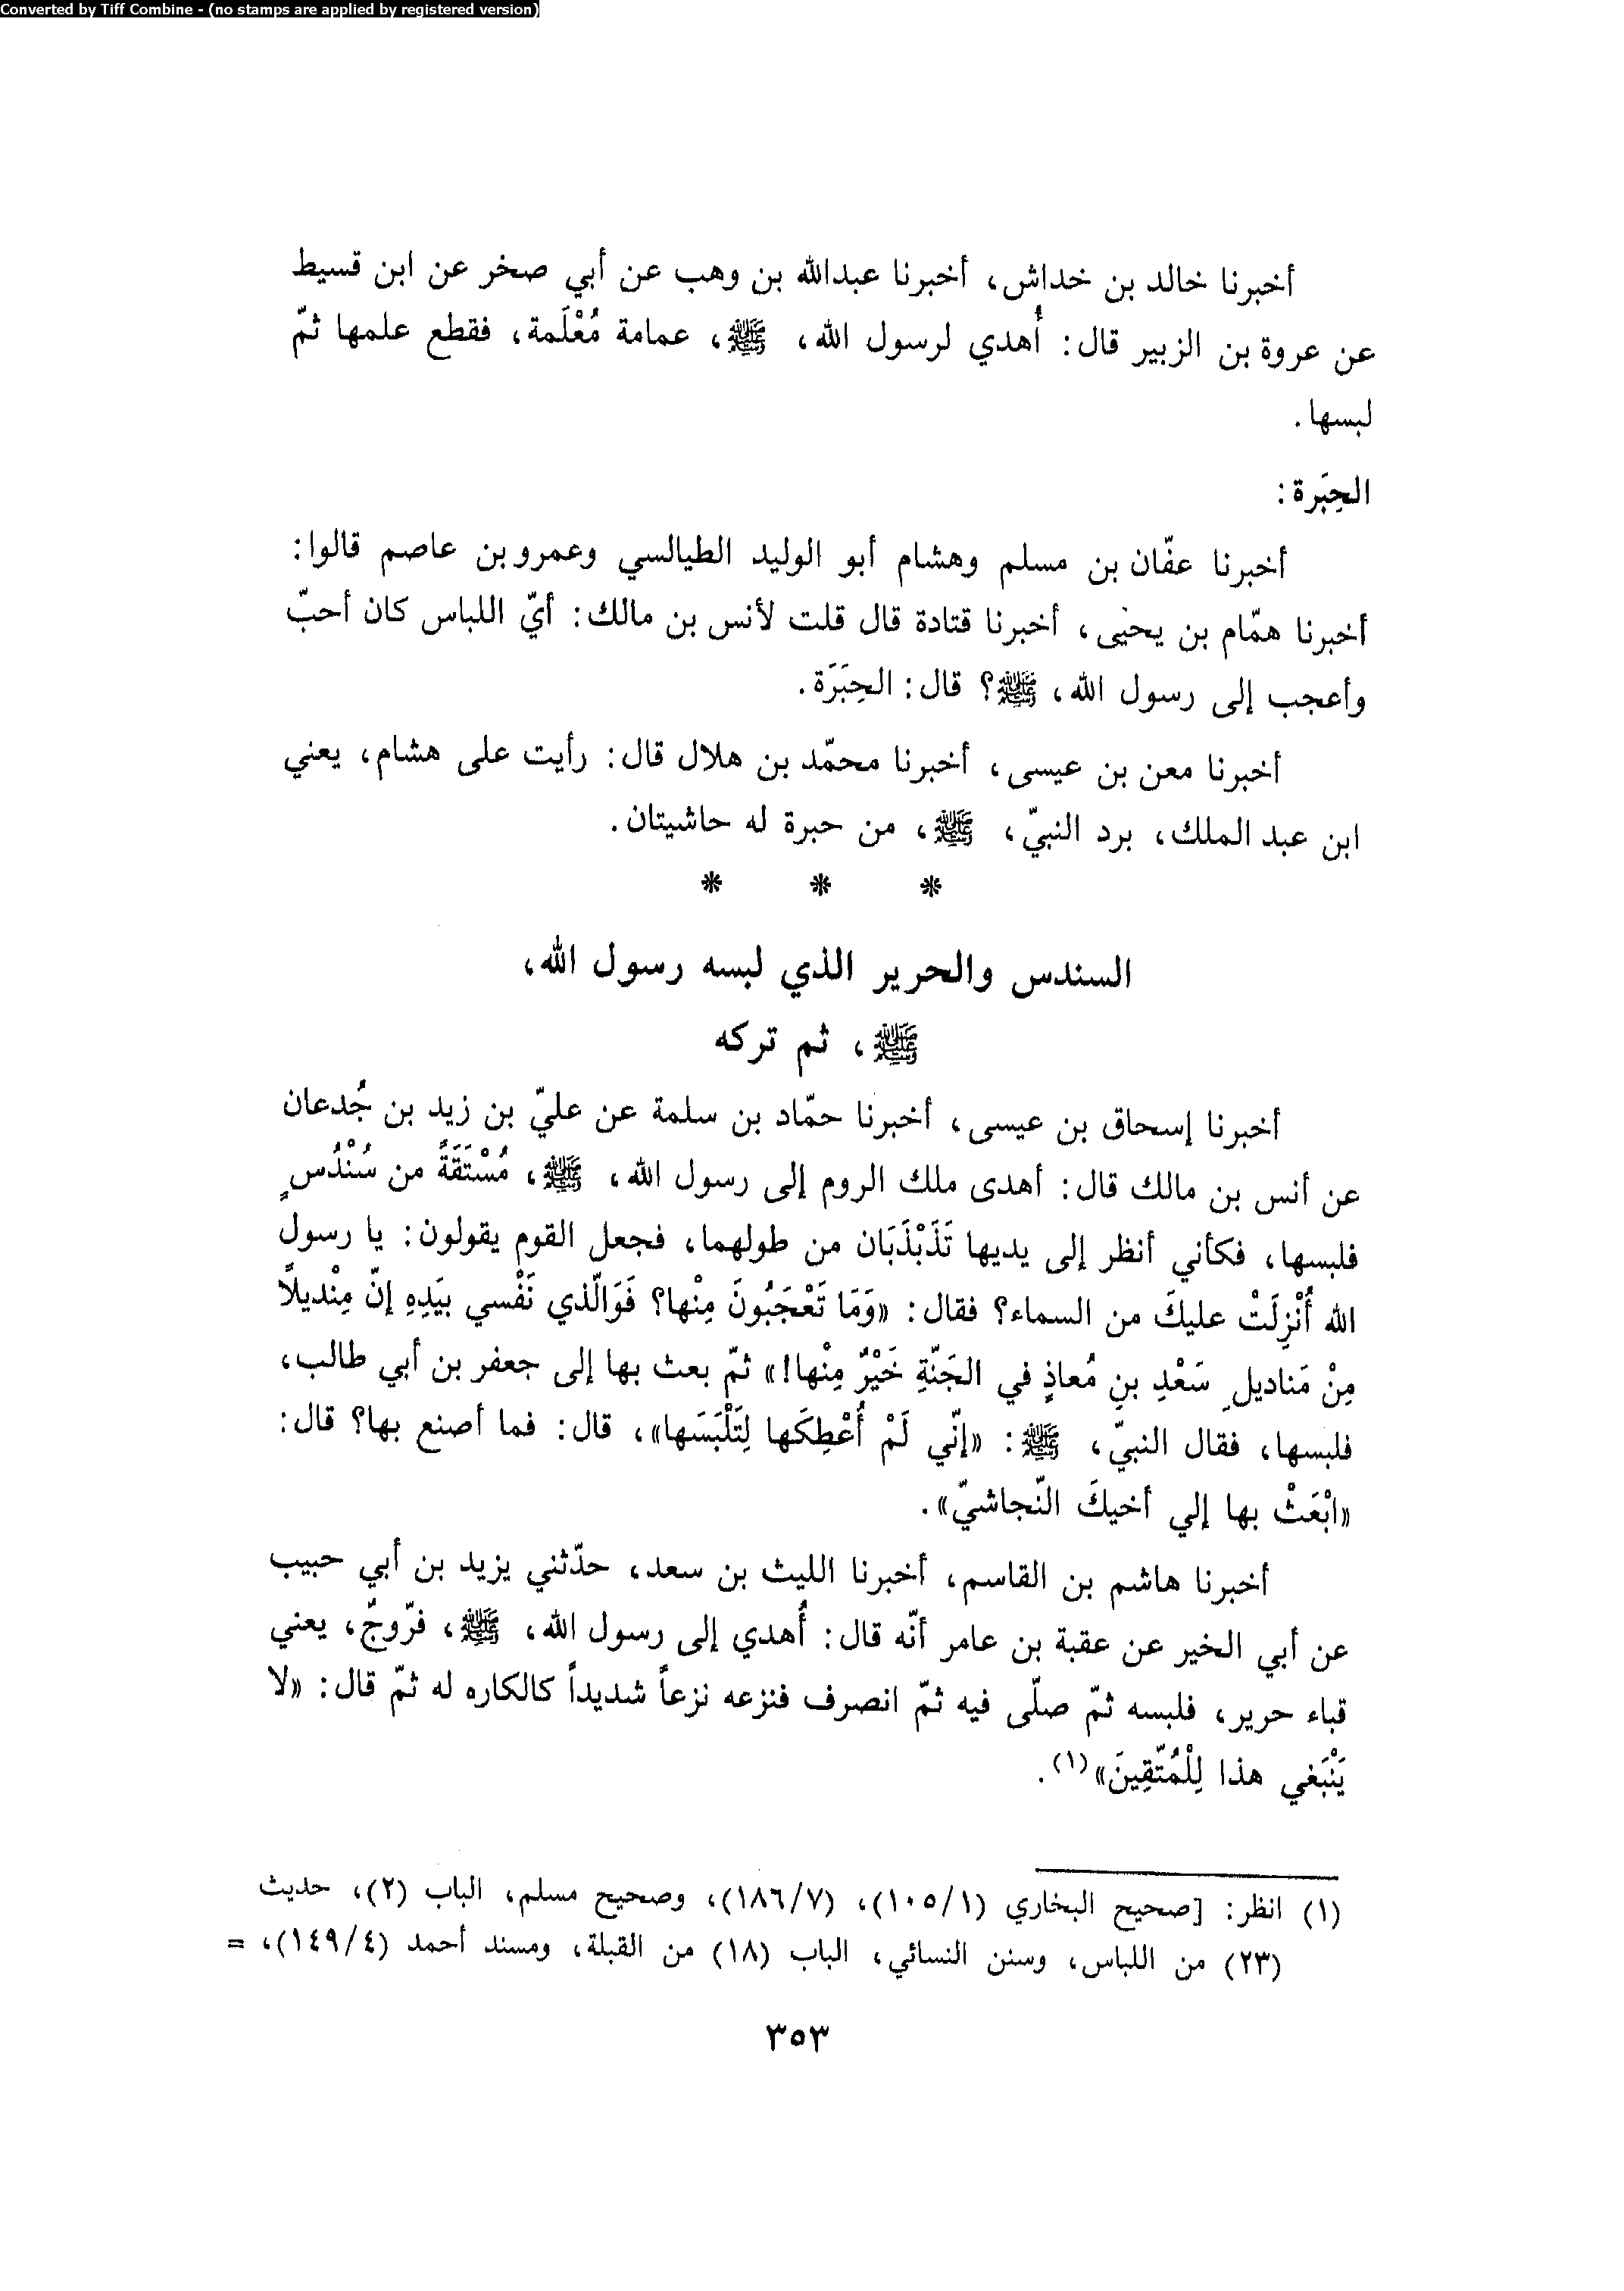 Converted by Tiff Combine - (no stamps are applied by registered version)
أخبرنا خالد بن خداش، أخبرنا عبدالله بن وهب عن أبي صخر عن ابن قسيط
عن عروة بن الزبير قال: أُهدي لرسول الله، ﷺ، عمامة مُعْلَمة، فقطع علمها ثمّ
لبسها.
الحِبَرة:
أخبرنا عفّان بن مسلم وهشام أبو الوليد الطيالسي وعمرو بن عاصم قالوا:
أخبرنا همّام بن يحيَى، أخبرنا قتادة قال قلت لأنس بن مالك: أيّ اللباس كان أحبّ
وأعجب إلى رسول الله، ﷺ؟ قال: الحِبَرَة.
أخبرنا معن بن عيسى، أخبرنا محمّد بن هلال قال: رأيت على هشام، يعني
ابن عبد الملك، برد النبيّ، ﷺ، من حبرة له حاشيتان.
* * *
السندس والحرير الذي لبسه رسول الله،
ﷺ، ثم تركه
أخبرنا إسحاق بن عيسى، أخبرنا حمّاد بن سلمة عن عليّ بن زيد بن جُدعان
عن أنس بن مالك قال: أهدى ملك الروم إلى رسول الله، ﷺ، مُسْتَقَةً من سُنْدُسٍ
فلبسها، فكأني أنظر إلى يديها تَذَبْذَبَان من طولهما، فجعل القوم يقولون: يا رسول
الله أُنْزِلَتْ عليكَ من السماء؟ فقال: «وَمَا تَعْجَبُونَ مِنْها؟ فَوَالّذي نَفْسي بيَدِهِ إنّ مِنْديلاً
مِنْ مَناديلِ سَعْدِ بنِ مُعاذٍ في الجَنّةِ خَيْرٌ مِنْها!» ثمّ بعث بها إلى جعفر بن أبي طالب،
فلبسها، فقال النبيّ، ﷺ: «إنّي لَمْ أُعْطِكَها لِتَلْبَسَها»، قال: فما أصنع بها؟ قال:
«ابْعَثْ بها إلي أخيكَ النّجاشيّ».
أخبرنا هاشم بن القاسم، أخبرنا الليث بن سعد، حدّثني يزيد بن أبي حبيب
عن أبي الخير عن عقبة بن عامر أنّه قال: أُهدي إلى رسول الله، ﷺ، فرّوجٌ، يعني
قباء حرير، فلبسه ثمّ صلّى فيه ثمّ انصرف فنزعه نزعاً شديداً كالكاره له ثمّ قال: «لا
يَنْبَغي هذا لِلْمُتّقِينَ»(١).
(١) انظر: [صحيح البخاري (١٠٥/١)، (١٨٦/٧)، وصحيح مسلم، الباب (٢)، حديث
(٢٣) من اللباس، وسنن النسائي، الباب (١٨) من القبلة، ومسند أحمد (١٤٩/٤)، =
٣٥٣